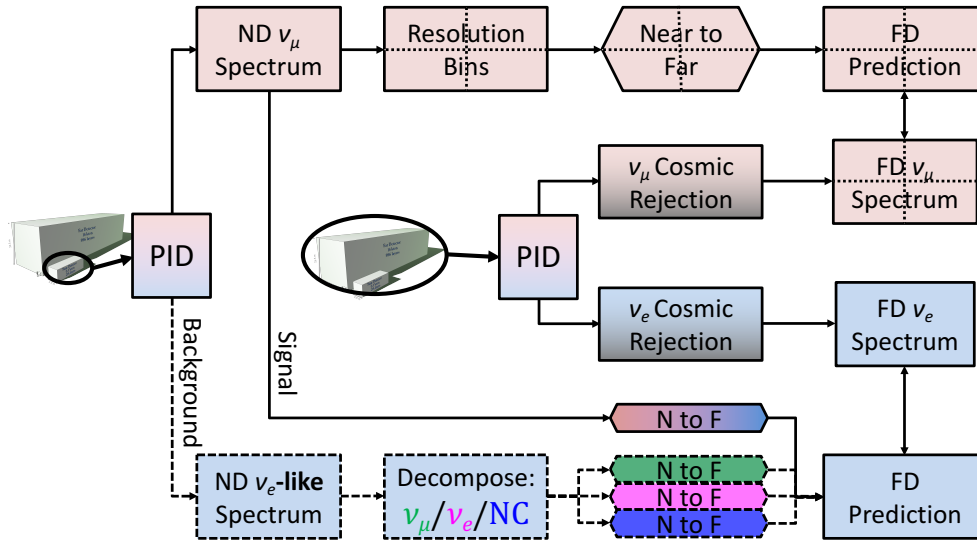 ND νμ
Spectrum
Resolution
Bins
Near to
Far
FD
Prediction
νμ Cosmic
Rejection
FD νμ
Spectrum
PID
PID
νe Cosmic
Rejection
FD νe
Spectrum
Background
Signal
N to F
ND νe-like
Spectrum
Decompose:
νμ/νe/NC
N to F
N to F
N to F
FD
Prediction